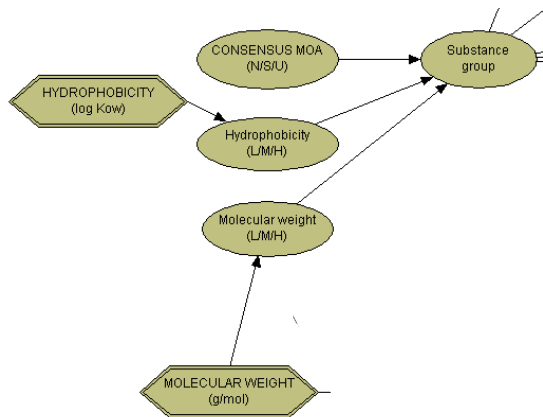 CONSENSUS MOA
(N/S/U)
Substance
group
HYDROPHOBICITY
(log Kow)
Hydrophobicity
(L/M/H)
Molecular weight
(L/M/H)
MOLECULAR WEIGHT
(g/mol)